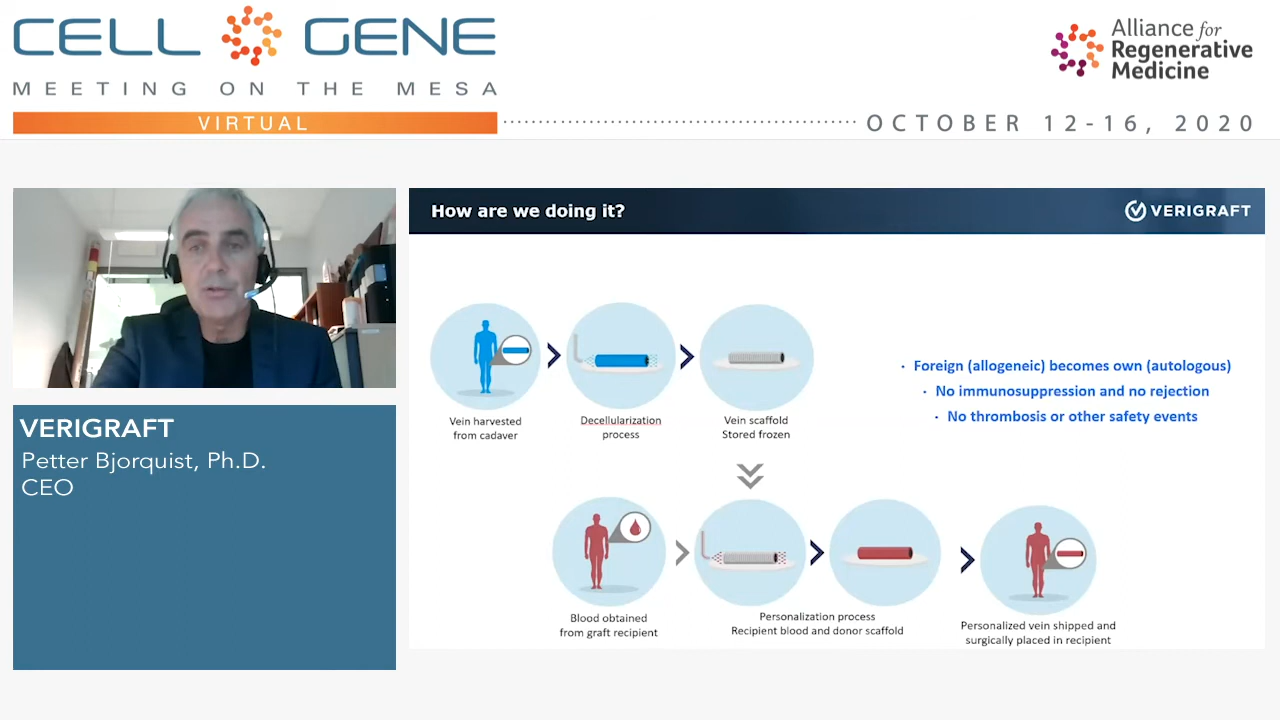 CELL GENE
MEETING ON THE MESA
VIRTUAL
Alliance for
Regenerative
Medicine
OCTOBER 12-16, 2020
How are we doing it?
VERIGRAFT
Vein harvested
from cadaver
Decellularization
process
Vein scaffold
Stored frozen
· Foreign (allogeneic) becomes own (autologous)
· No immunosuppression and no rejection
· No thrombosis or other safety events
Blood obtained
from graft recipient
Personalization process
Recipient blood and donor scaffold
Personalized vein shipped and
surgically placed in recipient
VERIGRAFT
Petter Bjorquist, Ph.D.
CEO